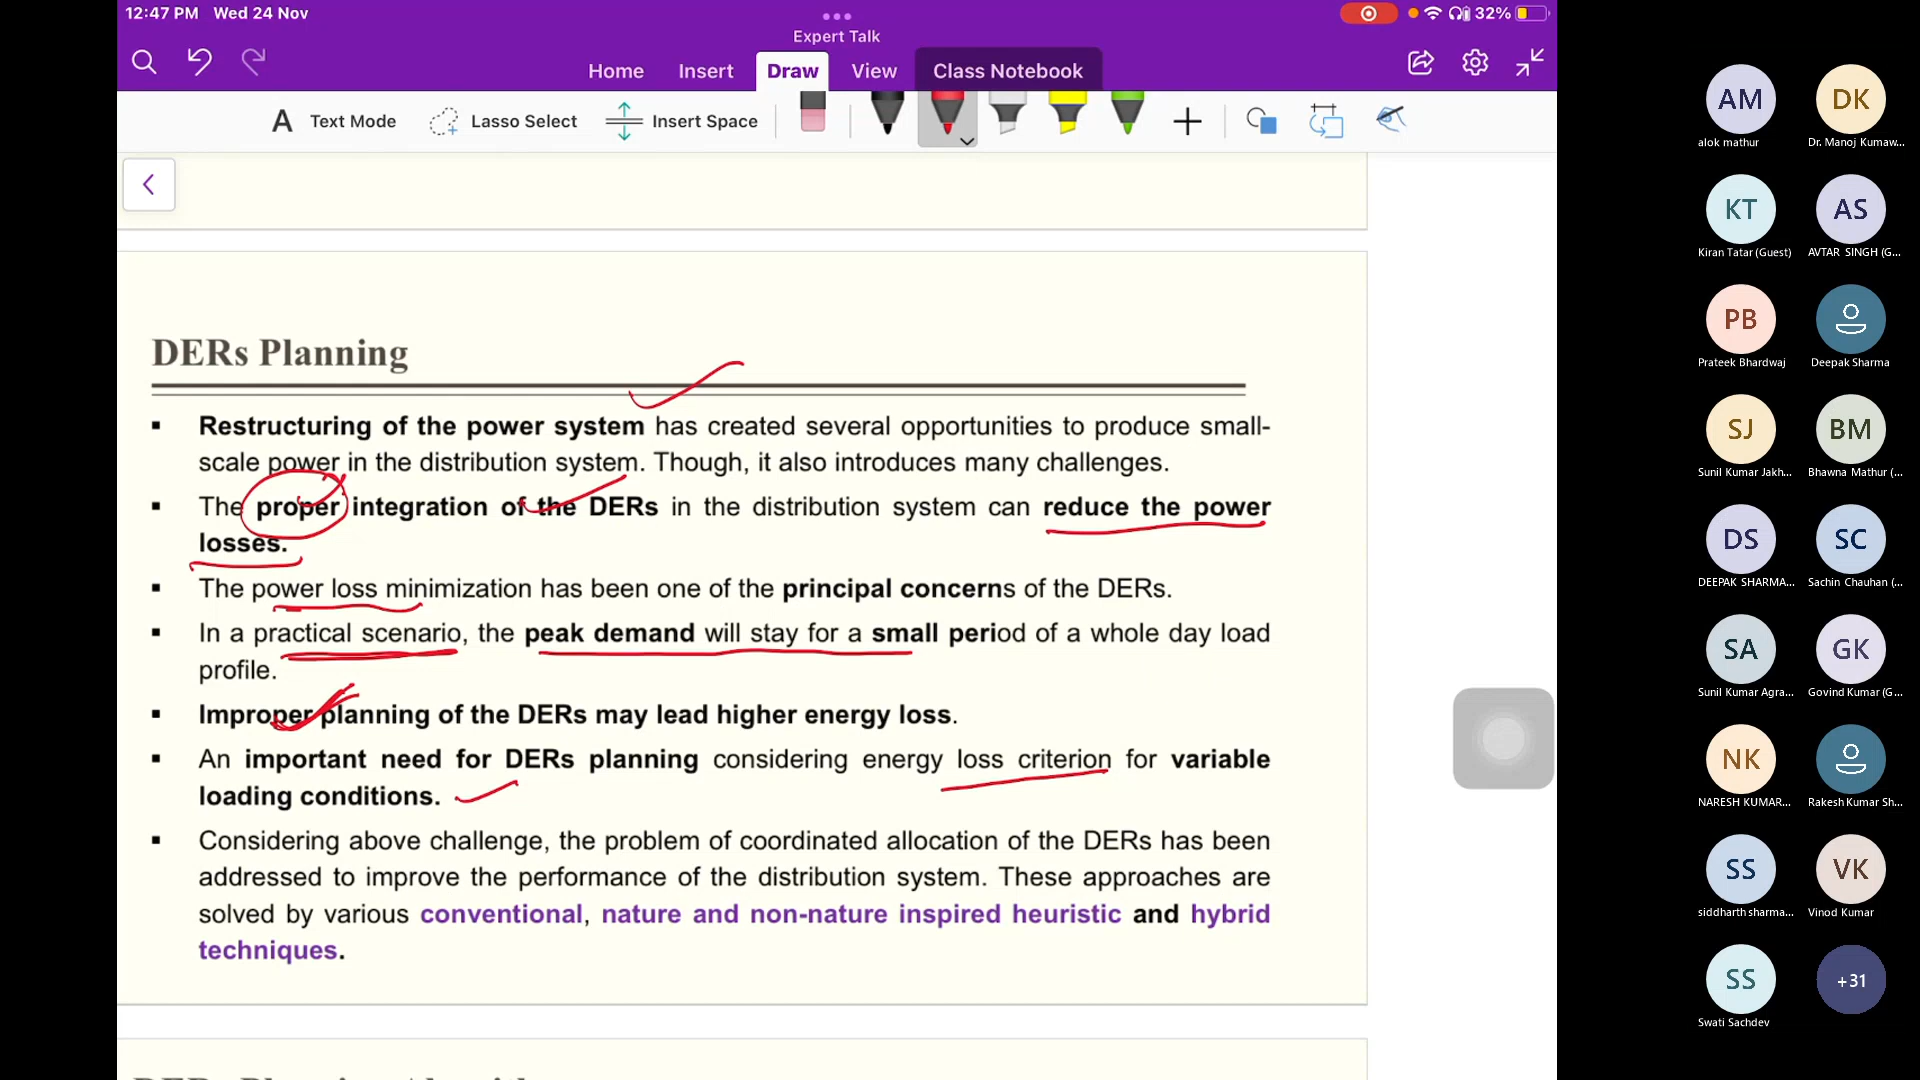 12:47 PM Wed 24 Nov
32%
Expert Talk
Home Insert Draw View Class Notebook
A Text Mode Lasso Select Insert Space
DERs Planning
▪ Restructuring of the power system has created several opportunities to produce small-
scale power in the distribution system. Though, it also introduces many challenges.
▪ The proper integration of the DERs in the distribution system can reduce the power
losses.
▪ The power loss minimization has been one of the principal concerns of the DERs.
▪ In a practical scenario, the peak demand will stay for a small period of a whole day load
profile.
▪ Improper planning of the DERs may lead higher energy loss.
▪ An important need for DERs planning considering energy loss criterion for variable
loading conditions.
▪ Considering above challenge, the problem of coordinated allocation of the DERs has been
addressed to improve the performance of the distribution system. These approaches are
solved by various conventional, nature and non-nature inspired heuristic and hybrid
techniques.
AM DK
alok mathur Dr. Manoj Kumaw...
KT AS
Kiran Tatar (Guest) AVTAR SINGH (G...
PB
Prateek Bhardwaj Deepak Sharma
SJ BM
Sunil Kumar Jakh... Bhawna Mathur (...
DS SC
DEEPAK SHARMA... Sachin Chauhan (...
SA GK
Sunil Kumar Agra... Govind Kumar (G...
NK
NARESH KUMAR... Rakesh Kumar Sh...
SS VK
siddharth sharma... Vinod Kumar
SS +31
Swati Sachdev